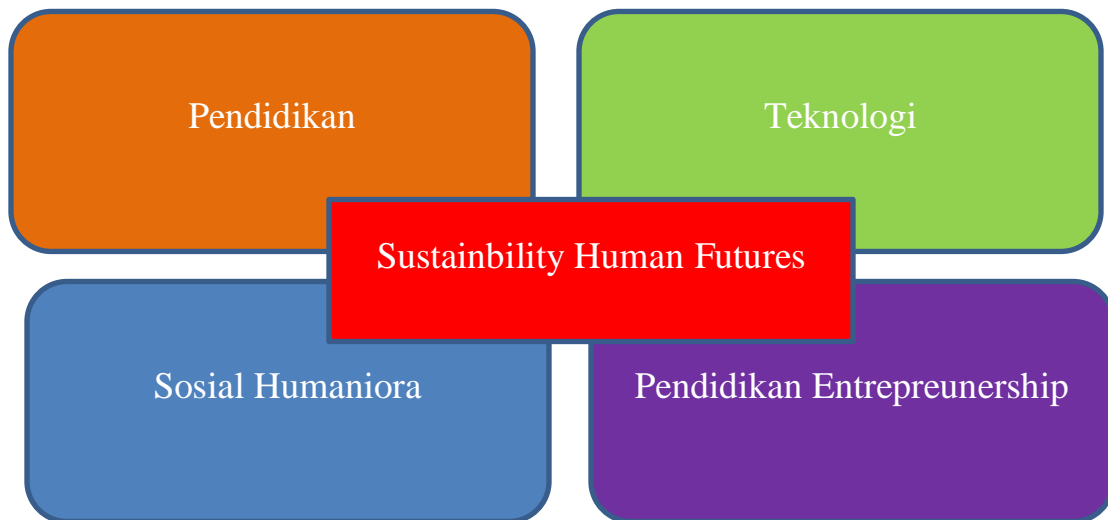 Pendidikan
Teknologi
Sustainbility Human Futures
Sosial Humaniora
Pendidikan Entrepreunership